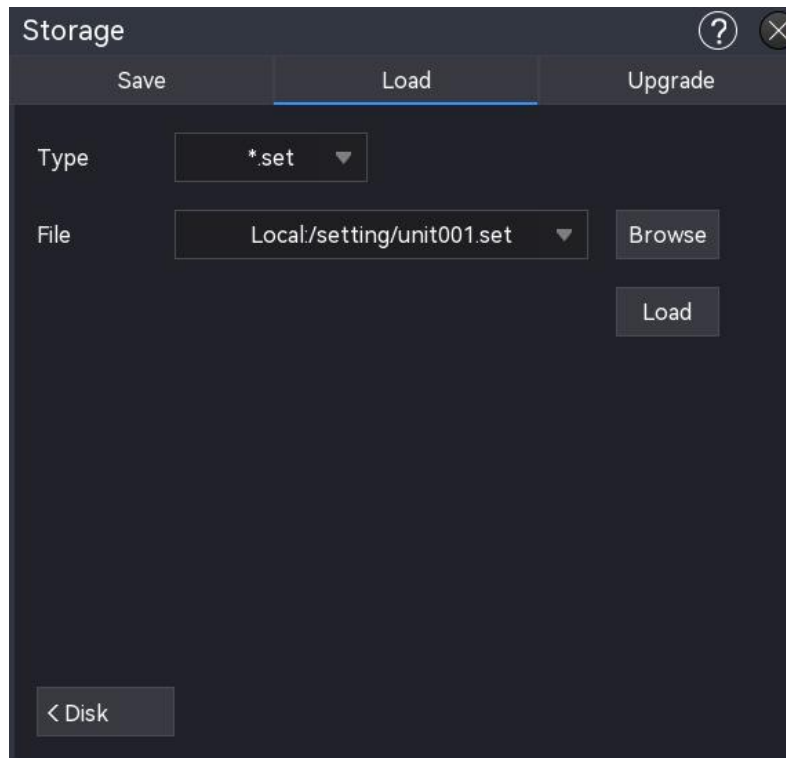 Storage ?
Save Load Upgrade
Type *.set
File Local:/setting/unit001.set Browse
Load
< Disk